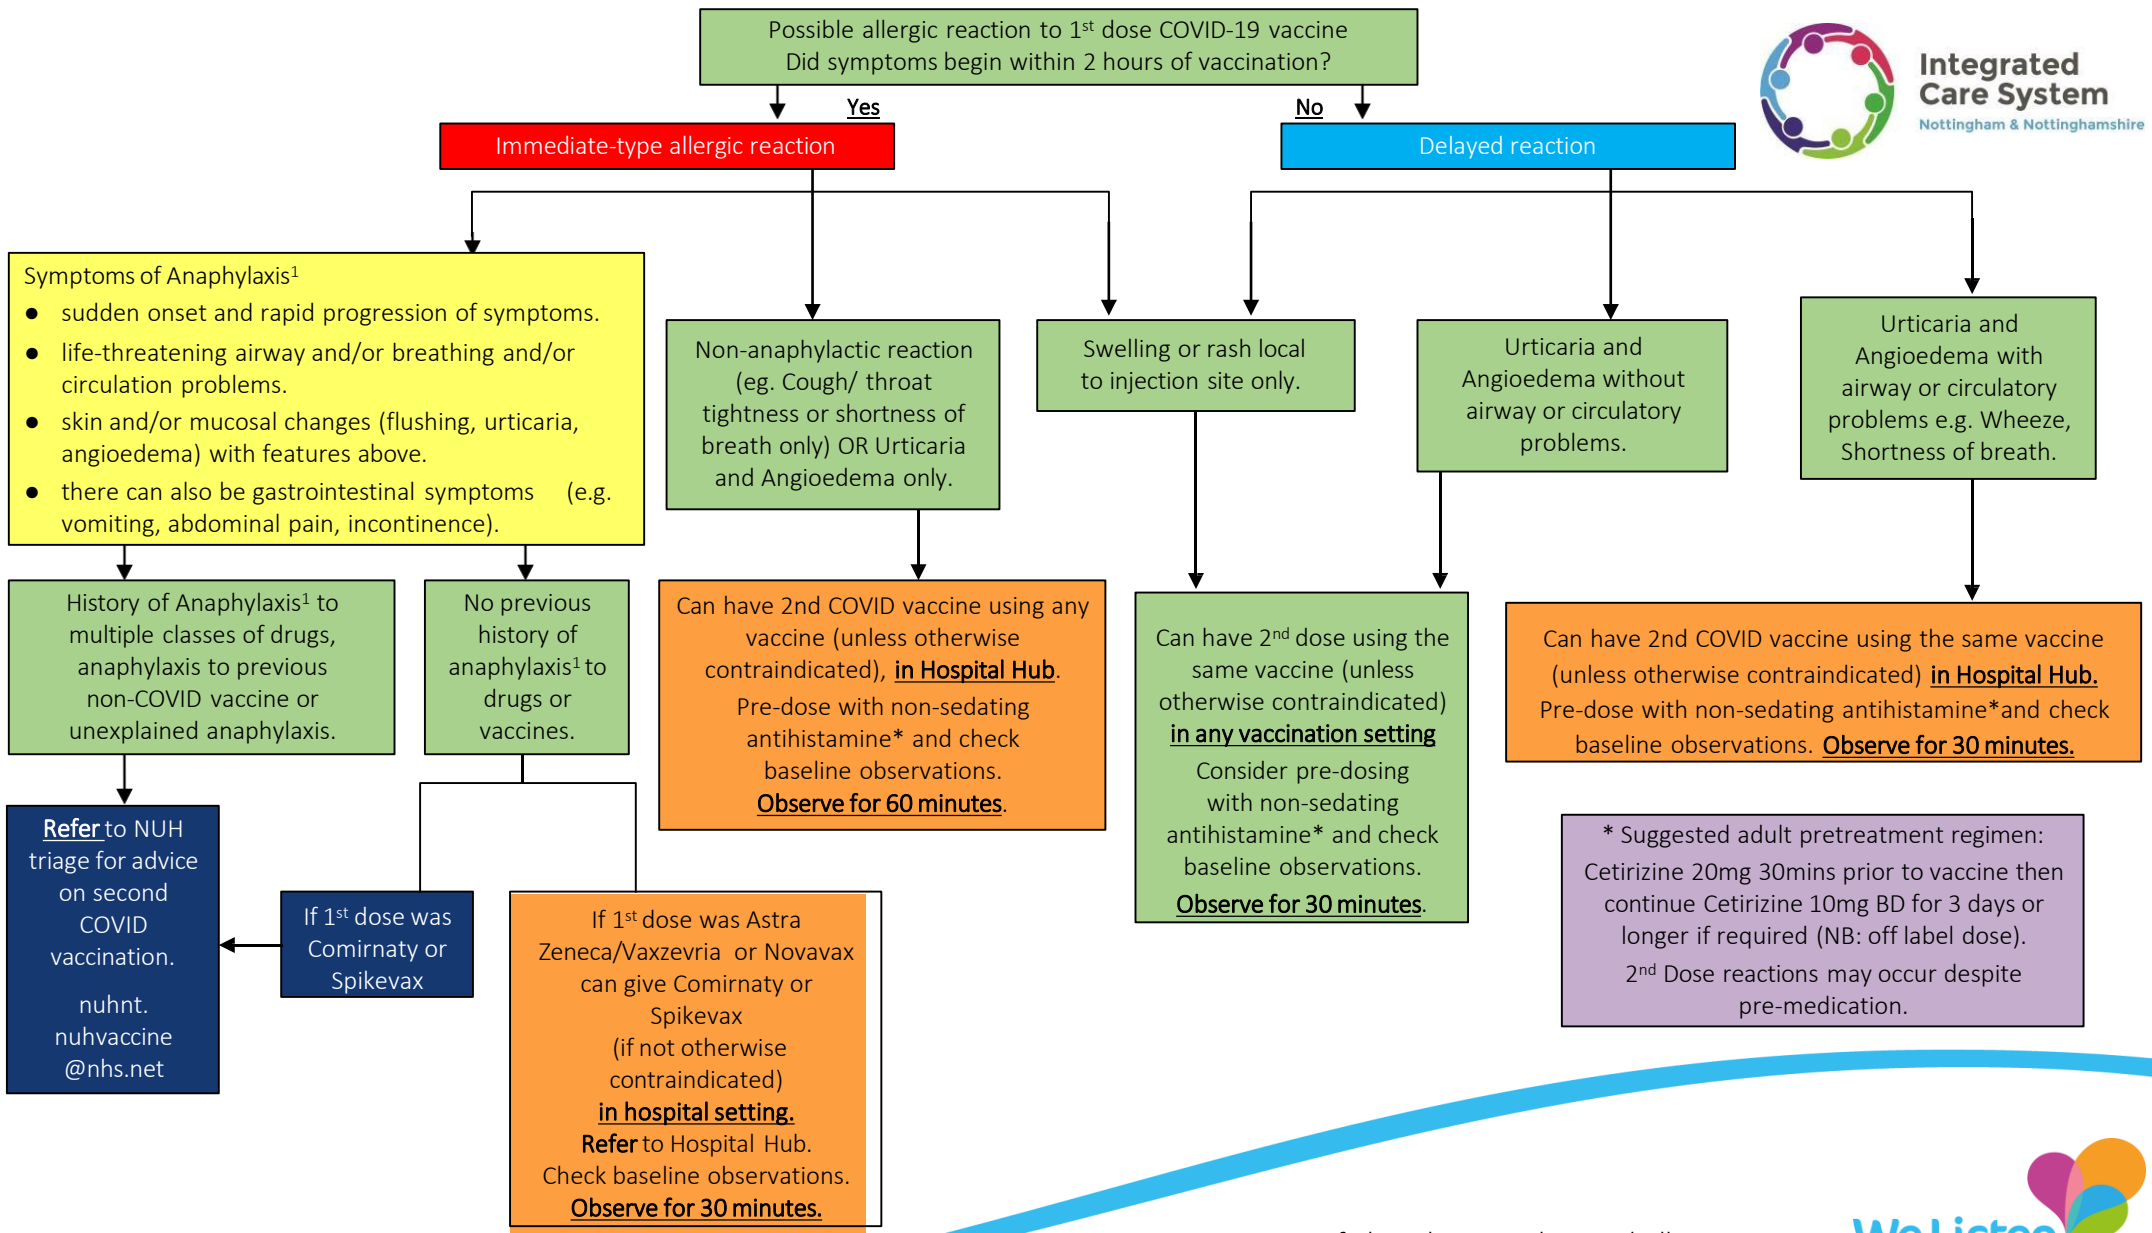 Possible allergic reaction to 1st dose COVID-19 vaccine
Did symptoms begin within 2 hours of vaccination?
Integrated
Care System
Nottingham & Nottinghamshire
Yes
No
Immediate-type allergic reaction
Delayed reaction
Symptoms of Anaphylaxis1
● sudden onset and rapid progression of symptoms.
● life-threatening airway and/or breathing and/or
circulation problems.
● skin and/or mucosal changes (flushing, urticaria,
angioedema) with features above.
● there can also be gastrointestinal symptoms (e.g.
vomiting, abdominal pain, incontinence).
Non-anaphylactic reaction
(eg. Cough/ throat
tightness or shortness of
breath only) OR Urticaria
and Angioedema only.
Swelling or rash local
to injection site only.
Urticaria and
Angioedema without
airway or circulatory
problems.
Urticaria and
Angioedema with
airway or circulatory
problems e.g. Wheeze,
Shortness of breath.
History of Anaphylaxis1 to
multiple classes of drugs,
anaphylaxis to previous
non-COVID vaccine or
unexplained anaphylaxis.
No previous
history of
anaphylaxis1 to
drugs or
vaccines.
Can have 2nd COVID vaccine using any
vaccine (unless otherwise
contraindicated), in Hospital Hub.
Pre-dose with non-sedating
antihistamine* and check
baseline observations.
Observe for 60 minutes.
Can have 2nd dose using the
same vaccine (unless
otherwise contraindicated)
in any vaccination setting
Consider pre-dosing
with non-sedating
antihistamine* and check
baseline observations.
Observe for 30 minutes.
Can have 2nd COVID vaccine using the same vaccine
(unless otherwise contraindicated) in Hospital Hub.
Pre-dose with non-sedating antihistamine*and check
baseline observations. Observe for 30 minutes.
Refer to NUH
triage for advice
on second
COVID
vaccination.
nuhnt.
nuhvaccine
@nhs.net
If 1st dose was
Comirnaty or
Spikevax
If 1st dose was Astra
Zeneca/Vaxzevria or Novavax
can give Comirnaty or
Spikevax
(if not otherwise
contraindicated)
in hospital setting.
Refer to Hospital Hub.
Check baseline observations.
Observe for 30 minutes.
* Suggested adult pretreatment regimen:
Cetirizine 20mg 30mins prior to vaccine then
continue Cetirizine 10mg BD for 3 days or
longer if required (NB: off label dose).
2nd Dose reactions may occur despite
pre-medication.
We Listen